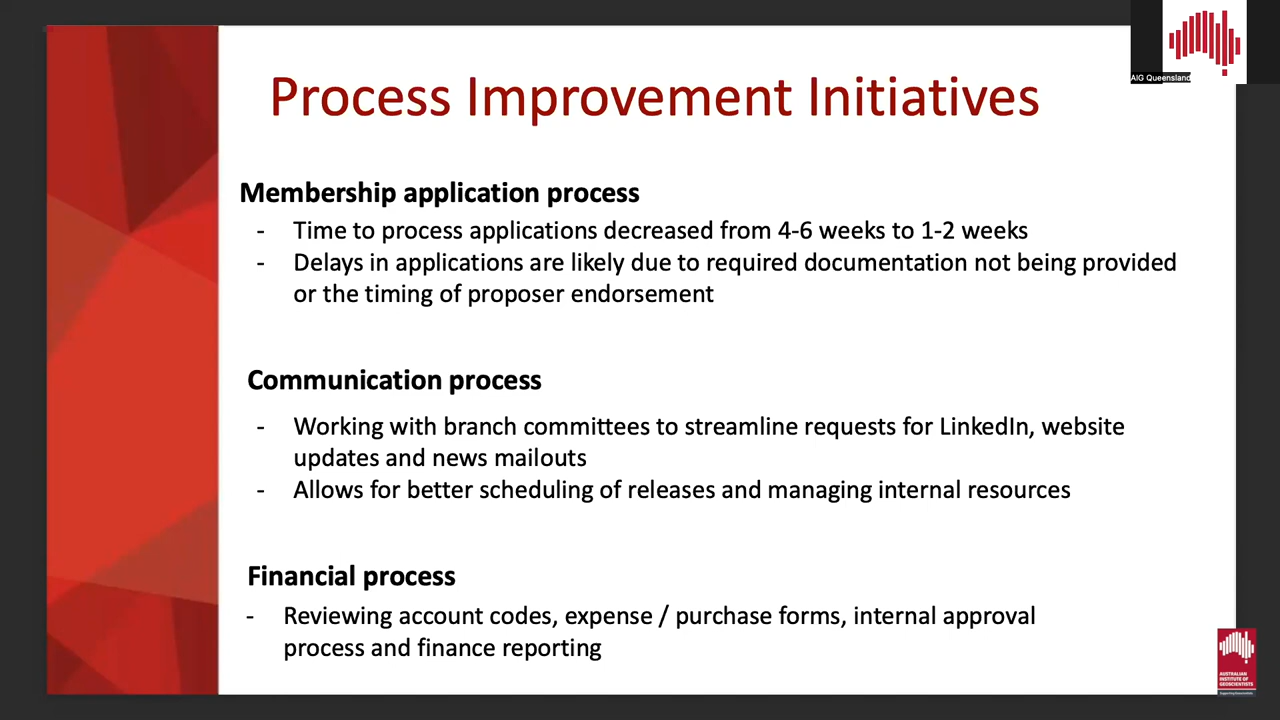 AIG Queensland
Process Improvement Initiatives
Membership application process
- Time to process applications decreased from 4-6 weeks to 1-2 weeks
- Delays in applications are likely due to required documentation not being provided
or the timing of proposer endorsement
Communication process
- Working with branch committees to streamline requests for LinkedIn, website
updates and news mailouts
- Allows for better scheduling of releases and managing internal resources
Financial process
- Reviewing account codes, expense / purchase forms, internal approval
process and finance reporting
AUSTRALIAN
INSTITUTE OF
GEOSCIENTISTS